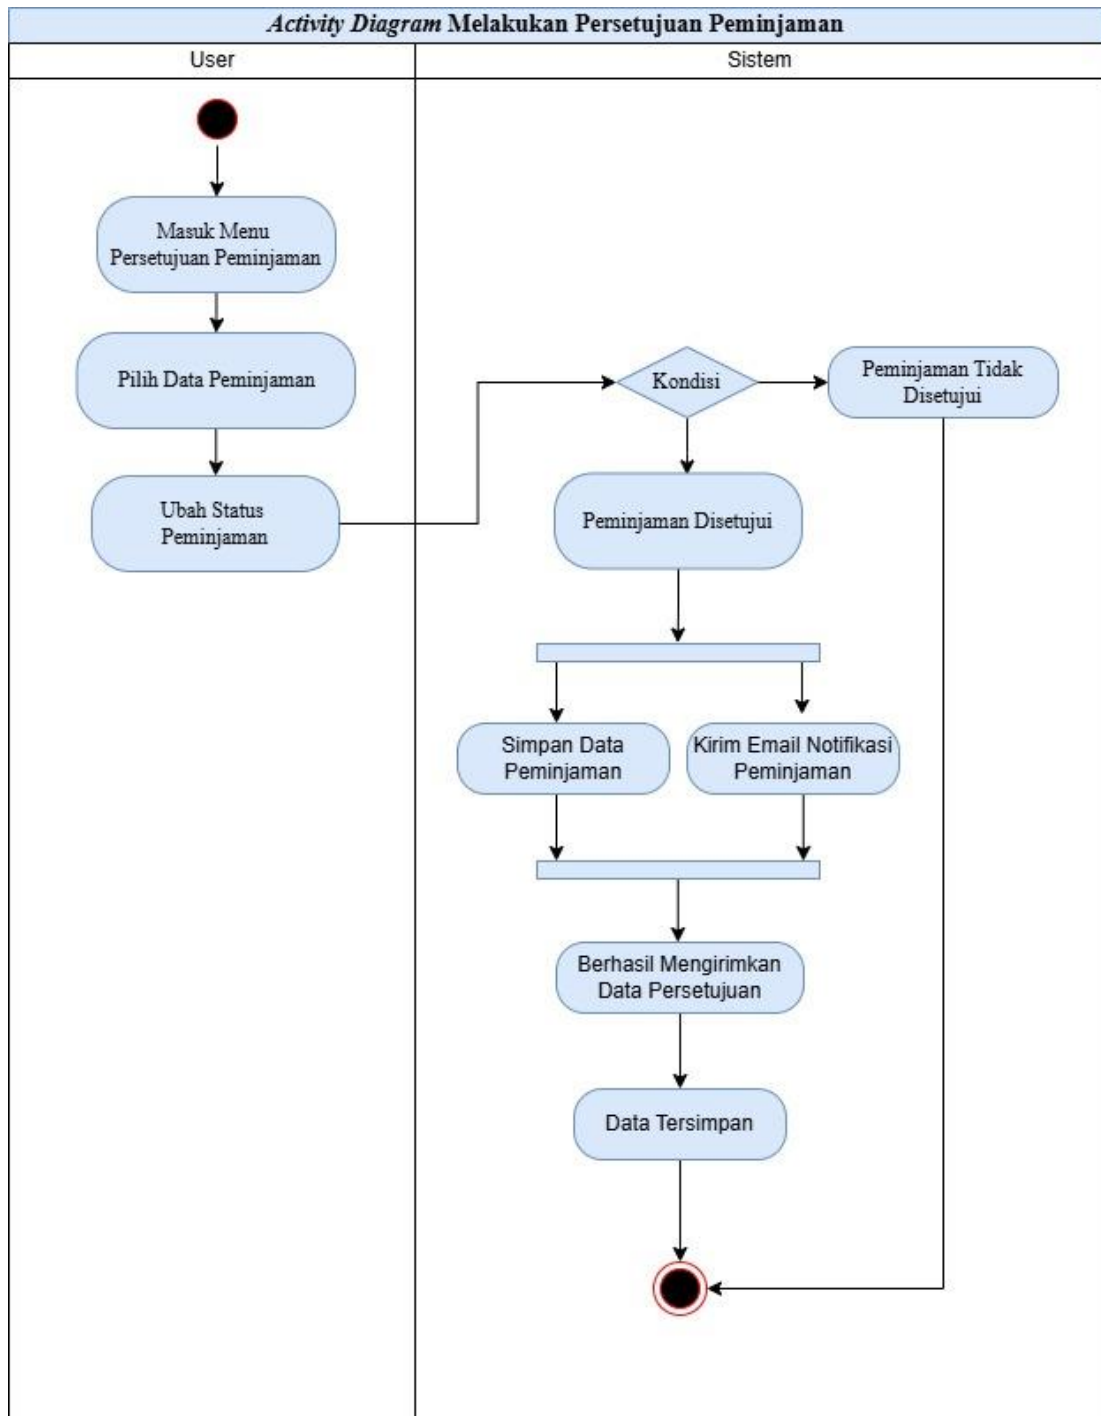 Activity Diagram Melakukan Persetujuan Peminjaman
User
Sistem
Masuk Menu
Persetujuan Peminjaman
Pilih Data Peminjaman
Ubah Status
Peminjaman
Kondisi
Peminjaman Tidak
Disetujui
Peminjaman Disetujui
Simpan Data
Peminjaman
Kirim Email Notifikasi
Peminjaman
Berhasil Mengirimkan
Data Persetujuan
Data Tersimpan